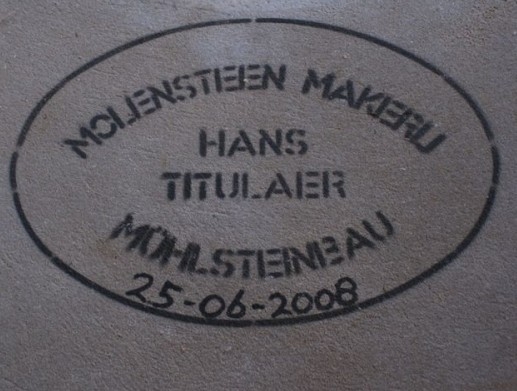 MOLENSTEEN MAKERIJ
HANS
TITULAER
MÜHLSTEINBAU
25-06-2008